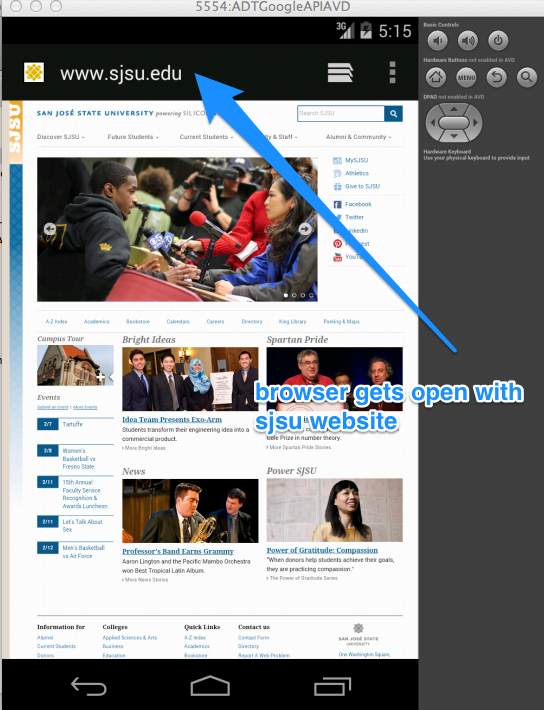 5554:ADTGoogleAPIAVD
3G 5:15
www.sjsu.edu
SJSU
SAN JOSÉ STATE UNIVERSITY powering
Search SJSU
Discover SJSU Future Students Current Students & Staff Alumni & Community
MySJSU
Athletics
Give to SJSU
Facebook
Twitter
LinkedIn
YouTube
A-Z Index Academics Bookstore Calendars Careers Directory King Library Parking & Maps
Campus Tour
Bright Ideas
Spartan Pride
browser gets open with
sjsu website
Events
Submit an Event | More Events
2/7 Tartuffe
2/8 Women's
Basketball vs
Fresno State
2/11 15th Annual
Faculty Service
Recognition &
Awards Luncheon
2/11 Let's Talk About
Sex
2/12 Men's Basketball
vs Air Force
Idea Team Presents Exo-Arm
Students transform their engineering idea into a
commercial product.
› More Bright Ideas
Prize in number theory.
› More Spartan Pride Stories
News
Power SJSU
Professor's Band Earns Grammy
Aaron Lington and the Pacific Mambo Orchestra
won Best Tropical Latin Album.
› More News Stories
Power of Gratitude: Compassion
"When donors help students achieve their goals,
they are practicing compassion."
› The Power of Gratitude Series
Information for
Alumni
Current Students
Donors
Colleges
Applied Sciences & Arts
Business
Education
Quick Links
A-Z Index
Academics
Bookstore
Contact us
Contact Form
Directory
Report A Web Problem
SAN JOSÉ STATE
UNIVERSITY
One Washington Square,
Basic Controls
Hardware Buttons not enabled in AVD
MENU
DPAD not enabled in AVD
Hardware Keyboard
Use your physical keyboard to provide input